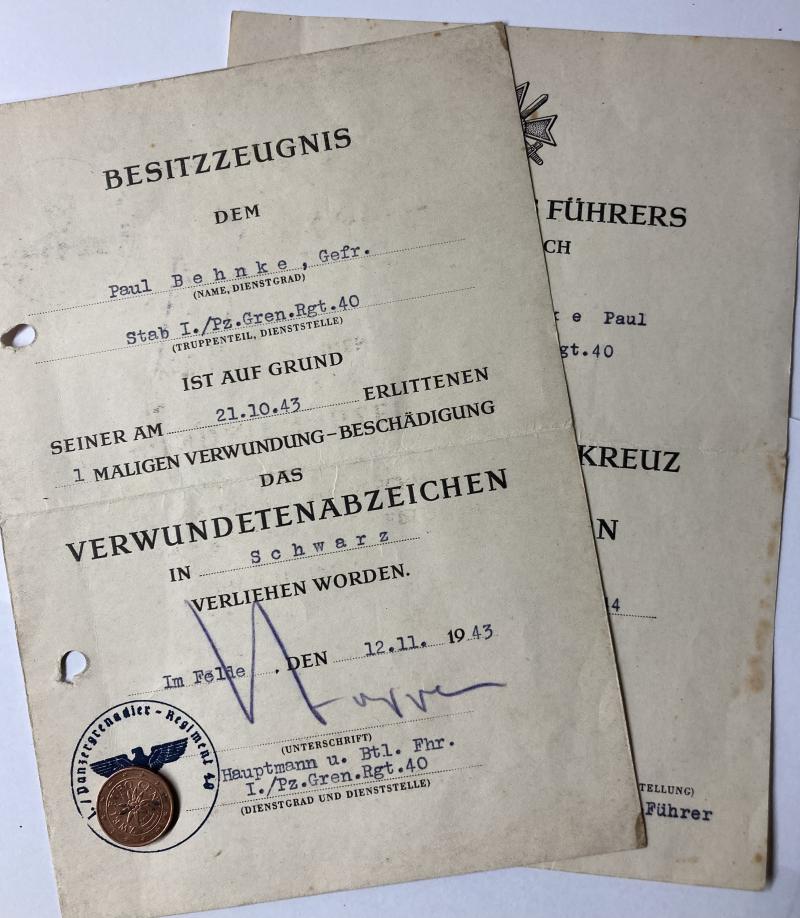 BESITZZEUGNIS
DEM
Paul B e h n k e , Gefr.
(NAME, DIENSTGRAD)
Stab I./Pz.Gren.Rgt.40
(TRUPPENTEIL, DIENSTSTELLE)
IST AUF GRUND
SEINER AM 21.10.43 ERLITTENEN
1 MALIGEN VERWUNDUNG–BESCHÄDIGUNG
DAS
VERWUNDETENABZEICHEN
IN S c h w a r z
VERLIEHEN WORDEN.
Im Felde , DEN 12.11. 1943
(UNTERSCHRIFT)
Hauptmann u. Btl. Fhr.
I./Pz.Gren.Rgt.40
(DIENSTGRAD UND DIENSTSTELLE)
I./Panzergrenadier-Regiment 40
FÜHRERS
CH
e Paul
gt.40
KREUZ
N
44
TELLUNG)
Führer